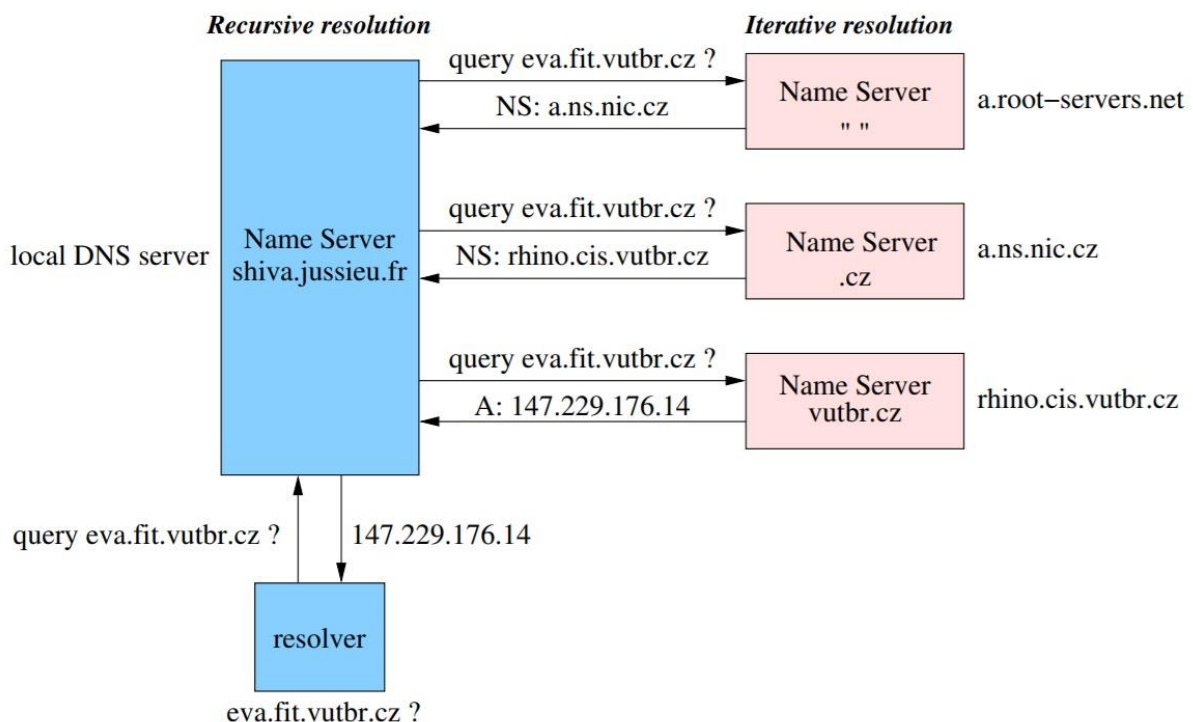 Recursive resolution
Iterative resolution
query eva.fit.vutbr.cz ?
NS: a.ns.nic.cz
Name Server
" "
a.root−servers.net
query eva.fit.vutbr.cz ?
NS: rhino.cis.vutbr.cz
Name Server
.cz
a.ns.nic.cz
local DNS server
Name Server
shiva.jussieu.fr
query eva.fit.vutbr.cz ?
A: 147.229.176.14
Name Server
vutbr.cz
rhino.cis.vutbr.cz
query eva.fit.vutbr.cz ?
147.229.176.14
resolver
eva.fit.vutbr.cz ?